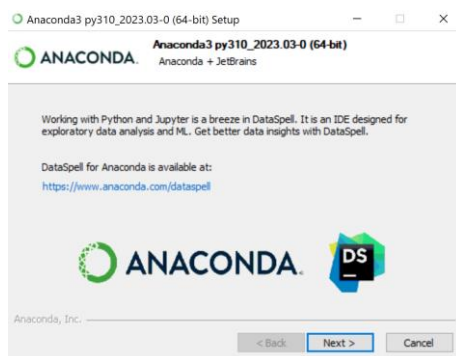 Anaconda3 py310_2023.03-0 (64-bit) Setup
ANACONDA.
Anaconda3 py310_2023.03-0 (64-bit)
Anaconda + JetBrains
Working with Python and Jupyter is a breeze in DataSpell. It is an IDE designed for
exploratory data analysis and ML. Get better data insights with DataSpell.
DataSpell for Anaconda is available at:
https://www.anaconda.com/dataspell
ANACONDA.
DS
Anaconda, Inc.
< Back
Next >
Cancel